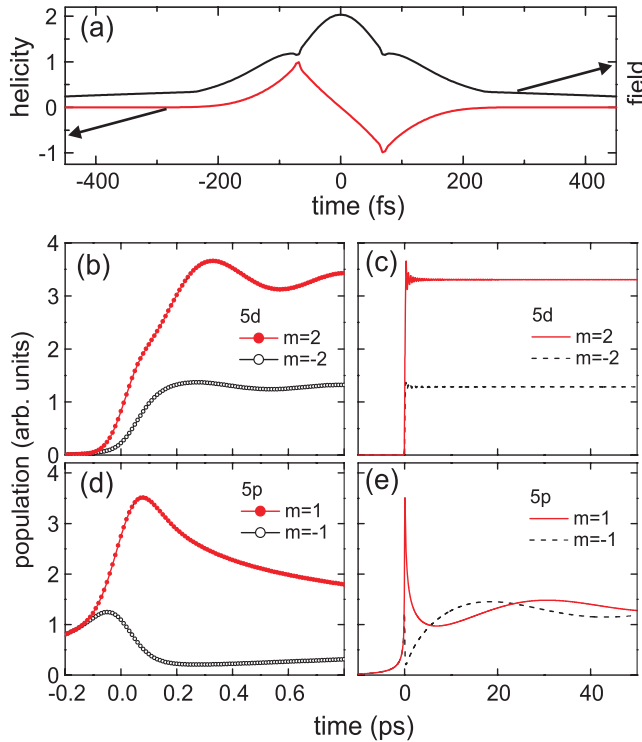 (a)
helicity
2
1
0
-1
field
-400
-200
0
200
400
time (fs)
(b)
4
3
2
1
0
5d
m=2
m=-2
(c)
5d
m=2
m=-2
population (arb. units)
(d)
4
3
2
1
0
5p
m=1
m=-1
-0.2
0.0
0.2
0.4
0.6
(e)
5p
m=1
m=-1
0
20
40
time (ps)